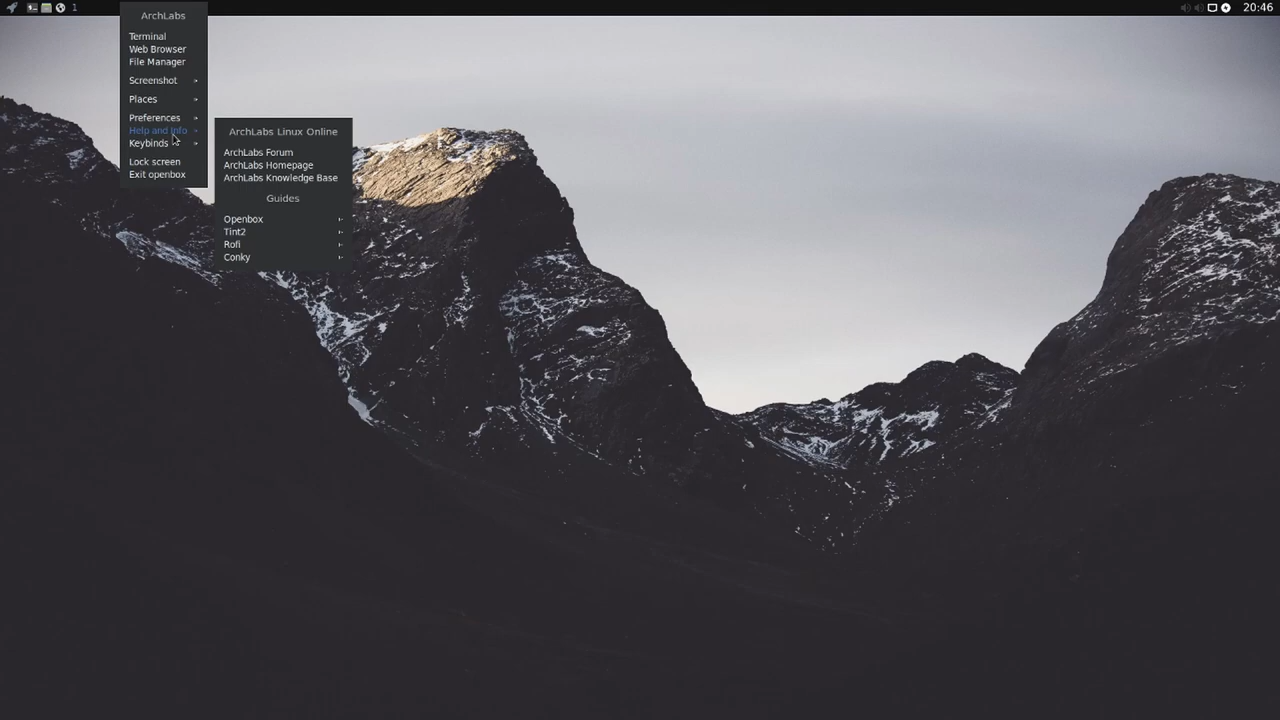 1
20:46
ArchLabs
Terminal
Web Browser
File Manager
Screenshot
Places
Preferences
Help and Info
Keybinds
Lock screen
Exit openbox
ArchLabs Linux Online
ArchLabs Forum
ArchLabs Homepage
ArchLabs Knowledge Base
Guides
Openbox
Tint2
Rofi
Conky